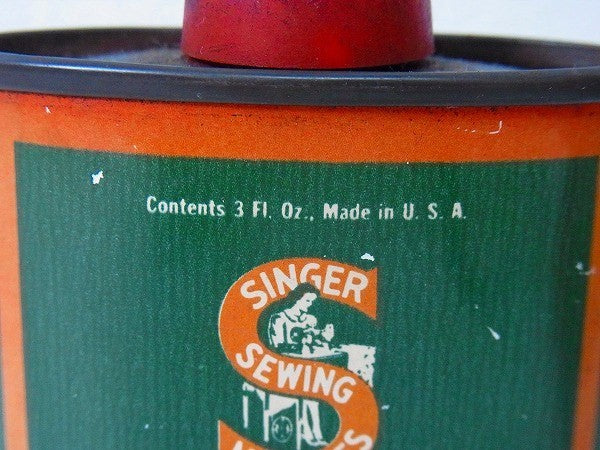 Contents 3 Fl. Oz., Made in U. S. A.
SINGER
SEWING